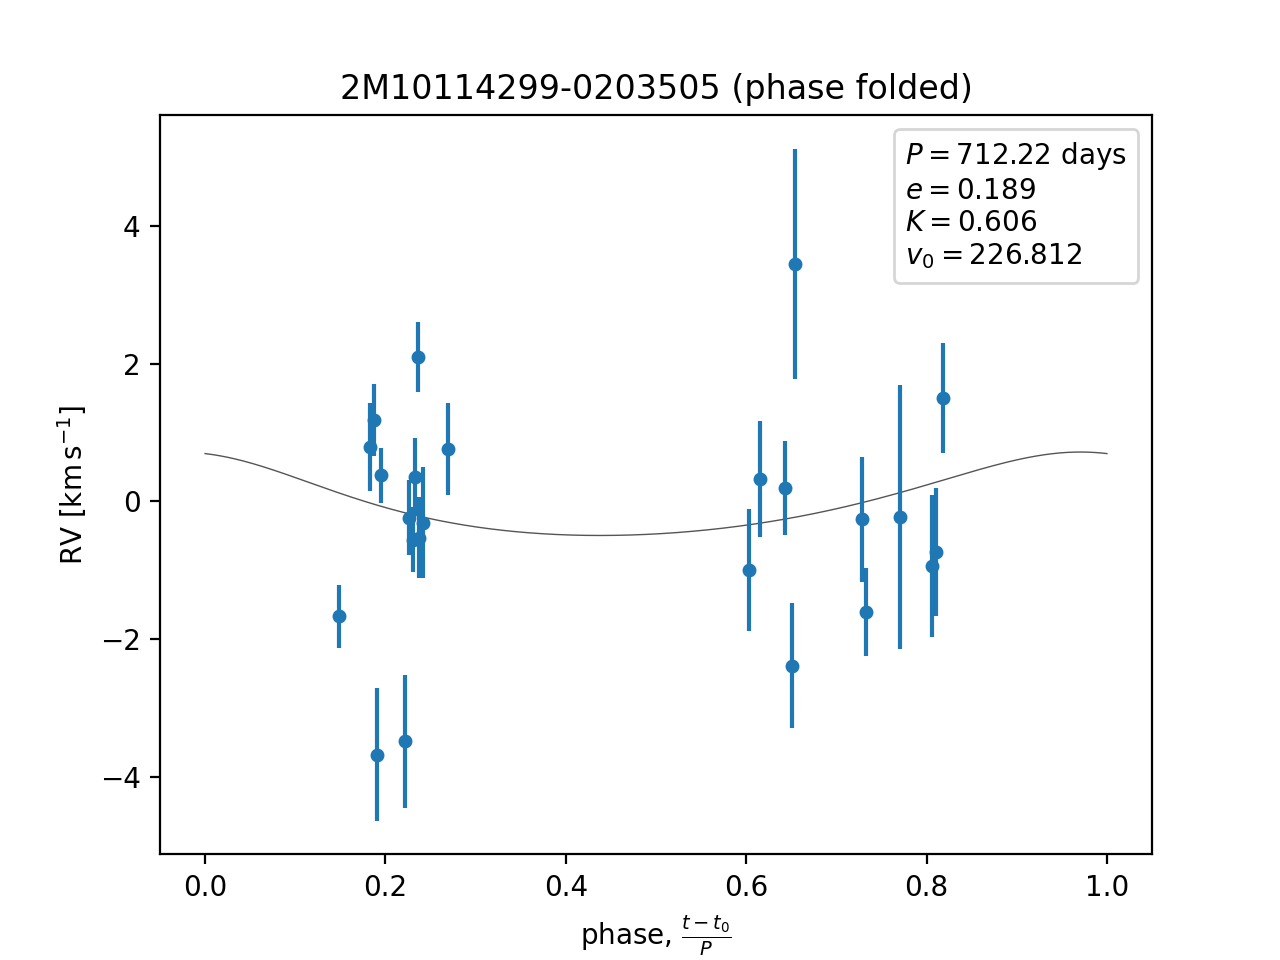 2M10114299-0203505 (phase folded)
P = 712.22 days
e = 0.189
K = 0.606
v₀ = 226.812
RV [km s⁻¹]
4
2
0
−2
−4
0.0 0.2 0.4 0.6 0.8 1.0
phase, (t − t₀)/P